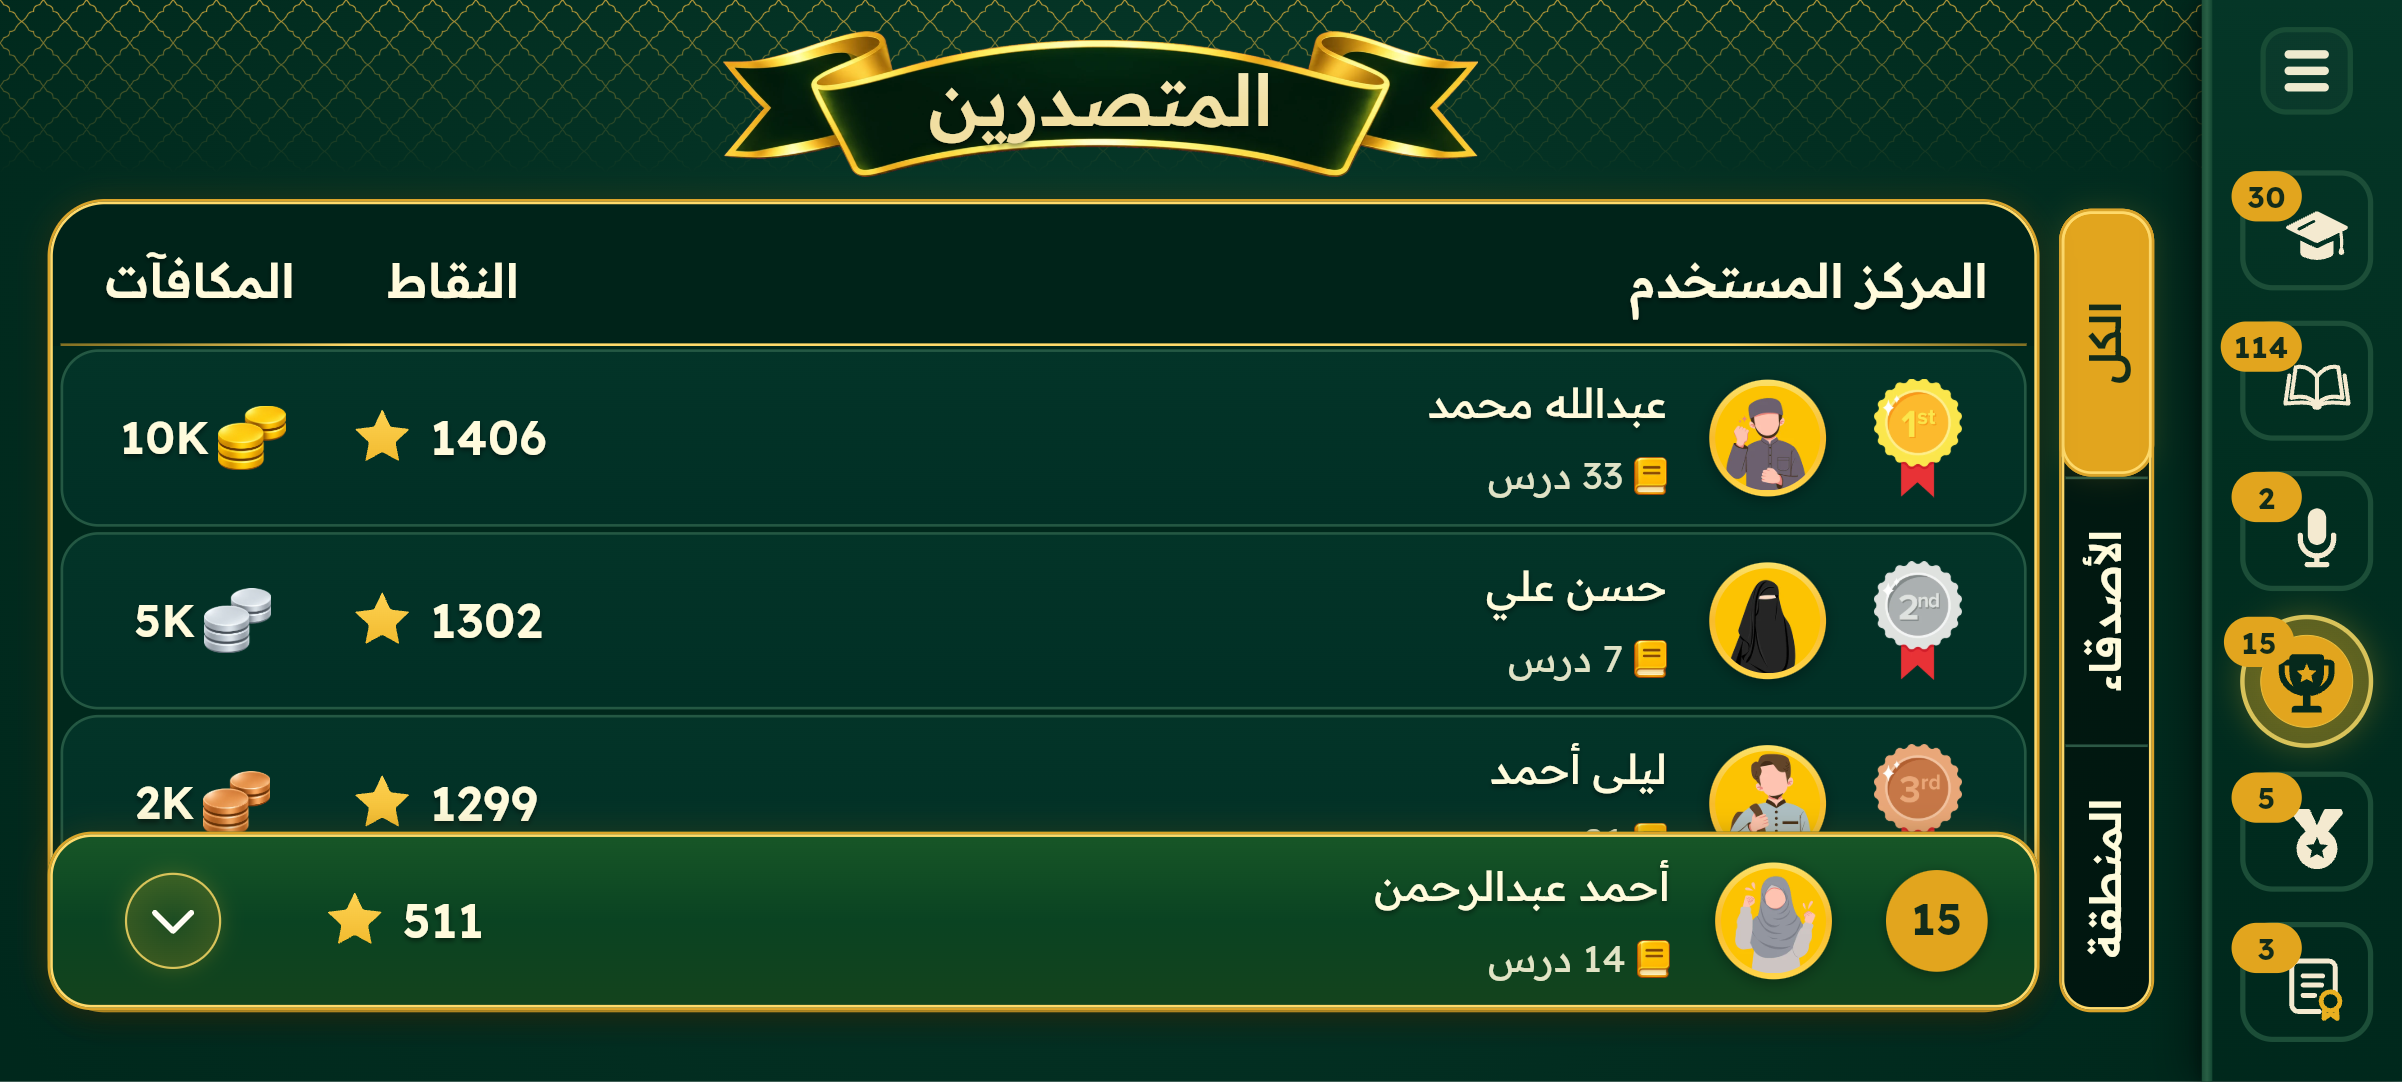 المتصدرين
30
114
2
15
5
3
الكل
الأصدقاء
المنطقة
المركز المستخدم النقاط المكافآت
1st
عبدالله محمد
33 درس
1406
10K
2nd
حسن علي
7 درس
1302
5K
3rd
ليلى أحمد
1299
2K
15
أحمد عبدالرحمن
14 درس
511